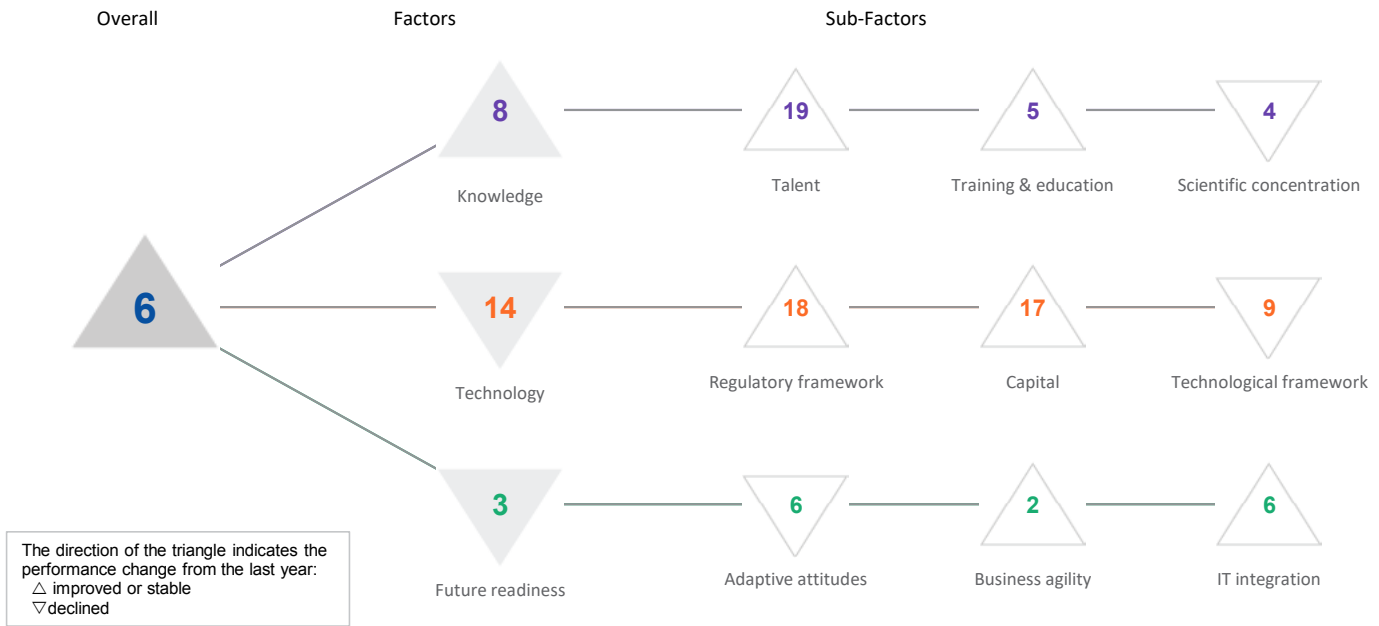 Overall
Factors
Sub-Factors
8
19
5
4
Knowledge
Talent
Training & education
Scientific concentration
6
14
18
17
9
Technology
Regulatory framework
Capital
Technological framework
3
6
2
6
Future readiness
Adaptive attitudes
Business agility
IT integration
The direction of the triangle indicates the
performance change from the last year:
△ improved or stable
▽declined